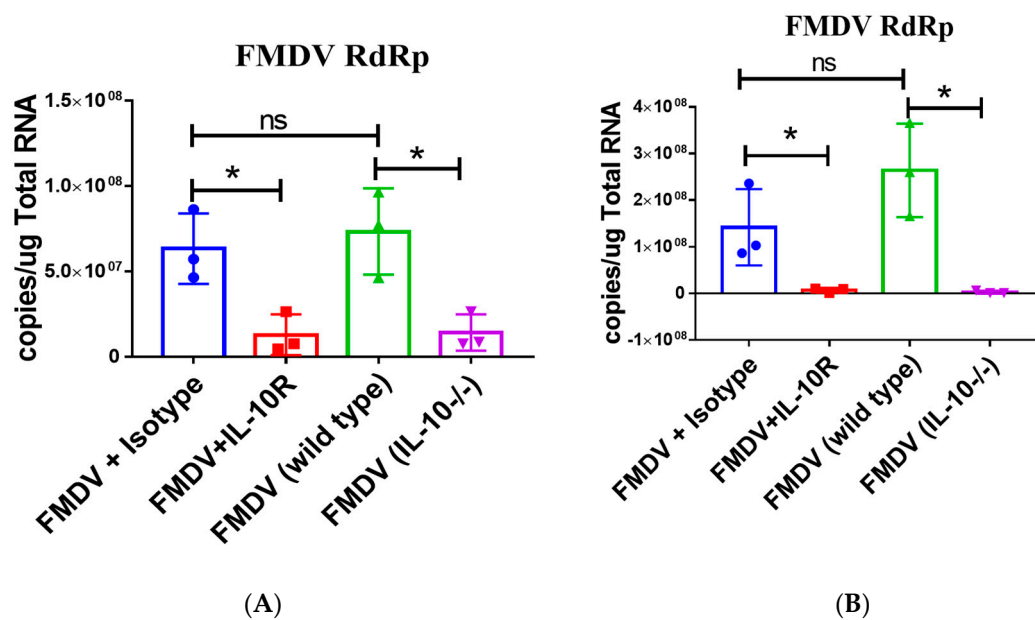 FMDV RdRp
copies/ug Total RNA
1.5×10⁰⁸
1.0×10⁰⁸
5.0×10⁰⁷
0
ns
*
*
FMDV + Isotype
FMDV+IL-10R
FMDV (wild type)
FMDV (IL-10-/-)
(A)
FMDV RdRp
copies/ug Total RNA
4×10⁰⁸
3×10⁰⁸
2×10⁰⁸
1×10⁰⁸
0
-1×10⁰⁸
ns
*
*
FMDV + Isotype
FMDV+IL-10R
FMDV (wild type)
FMDV (IL-10-/-)
(B)